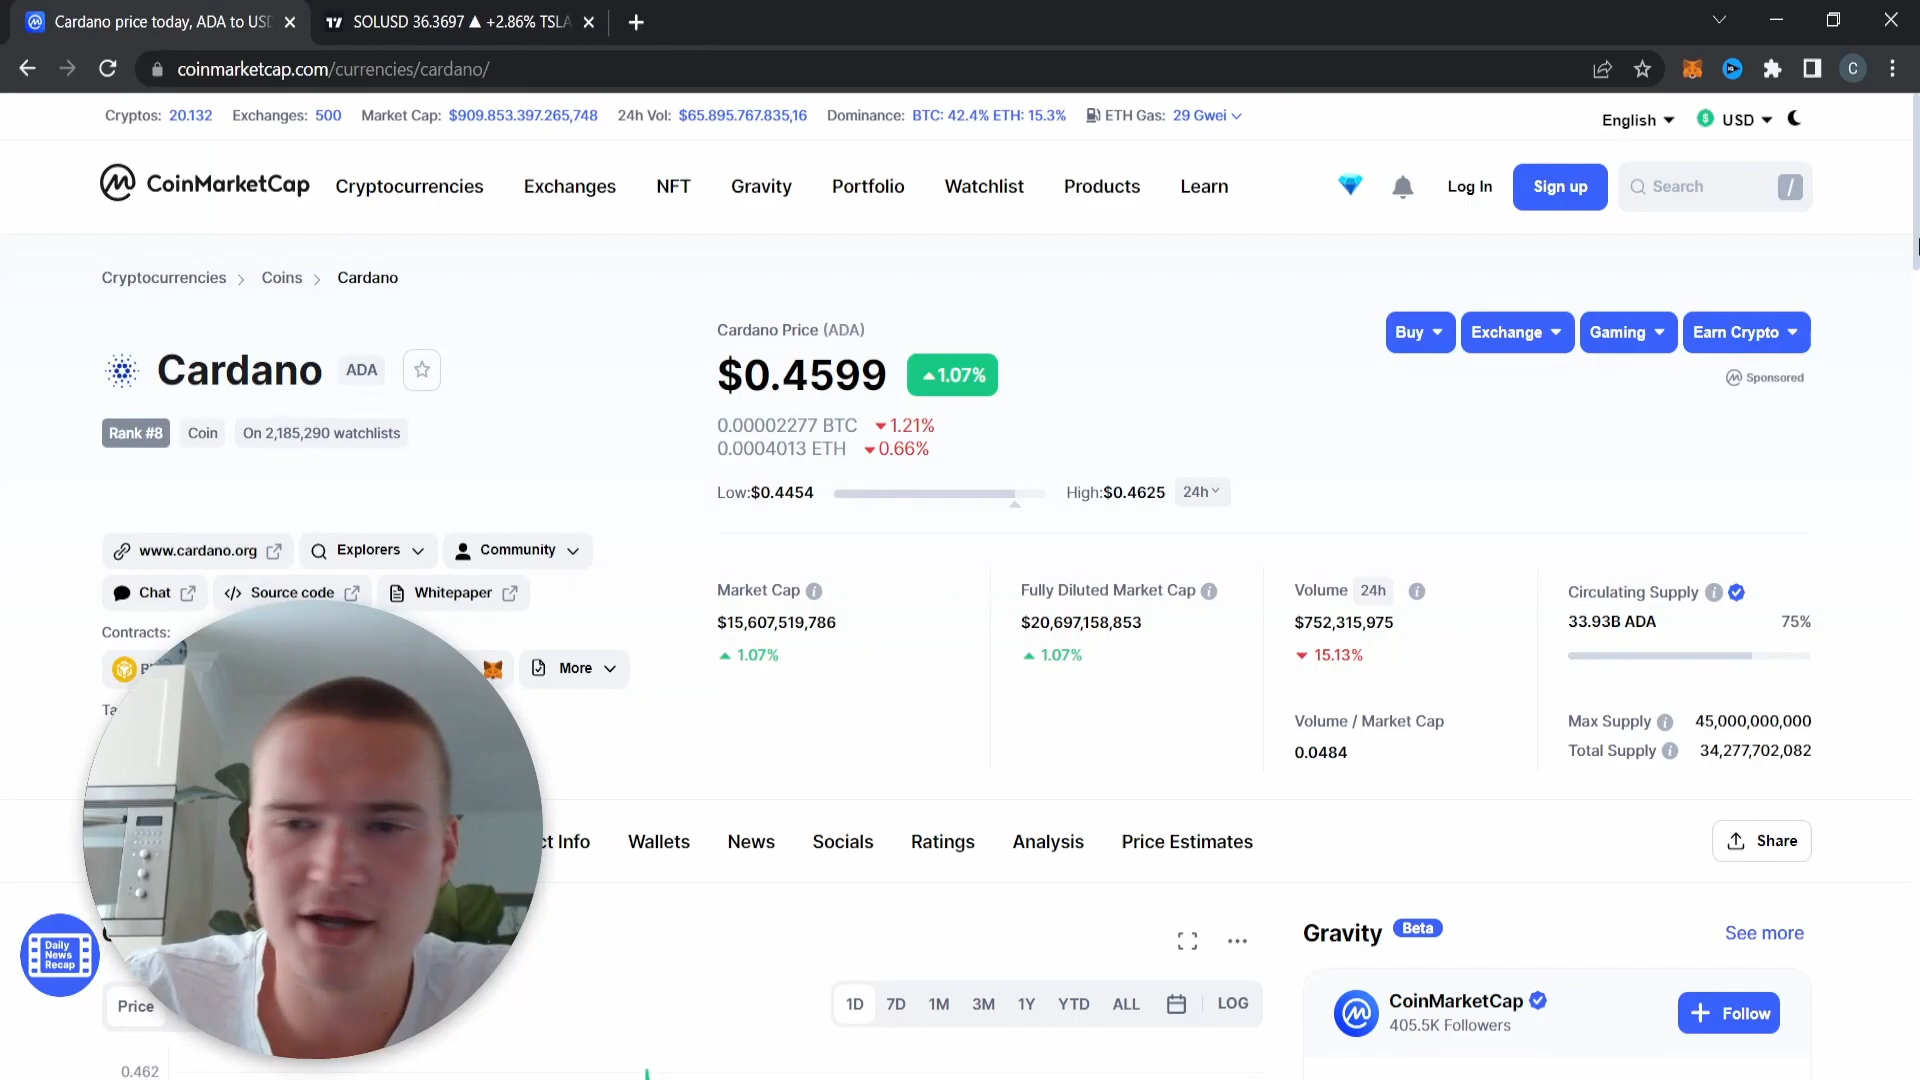 Cardano price today, ADA to USD
SOLUSD 36.3697 ▲ +2.86% TSLA
coinmarketcap.com/currencies/cardano/
C
Cryptos: 20.132 Exchanges: 500 Market Cap: $909.853.397.265,748 24h Vol: $65.895.767.835,16 Dominance: BTC: 42.4% ETH: 15.3% ETH Gas: 29 Gwei
English USD
CoinMarketCap Cryptocurrencies Exchanges NFT Gravity Portfolio Watchlist Products Learn Log In Sign up Search /
Cryptocurrencies > Coins > Cardano
Cardano Price (ADA)
Buy Exchange Gaming Earn Crypto
Cardano ADA
$0.4599 1.07%
Sponsored
Rank #8 Coin On 2,185,290 watchlists
0.00002277 BTC 1.21%
0.0004013 ETH 0.66%
Low:$0.4454 High:$0.4625 24h
www.cardano.org Explorers Community
Chat Source code Whitepaper
Contracts:
More
Market Cap
$15,607,519,786
1.07%
Fully Diluted Market Cap
$20,697,158,853
1.07%
Volume 24h
$752,315,975
15.13%
Volume / Market Cap
0.0484
Circulating Supply
33.93B ADA 75%
Max Supply 45,000,000,000
Total Supply 34,277,702,082
Info Wallets News Socials Ratings Analysis Price Estimates Share
Daily
News
Recap
Gravity Beta See more
Price
1D 7D 1M 3M 1Y YTD ALL LOG
CoinMarketCap
405.5K Followers
Follow
0.462